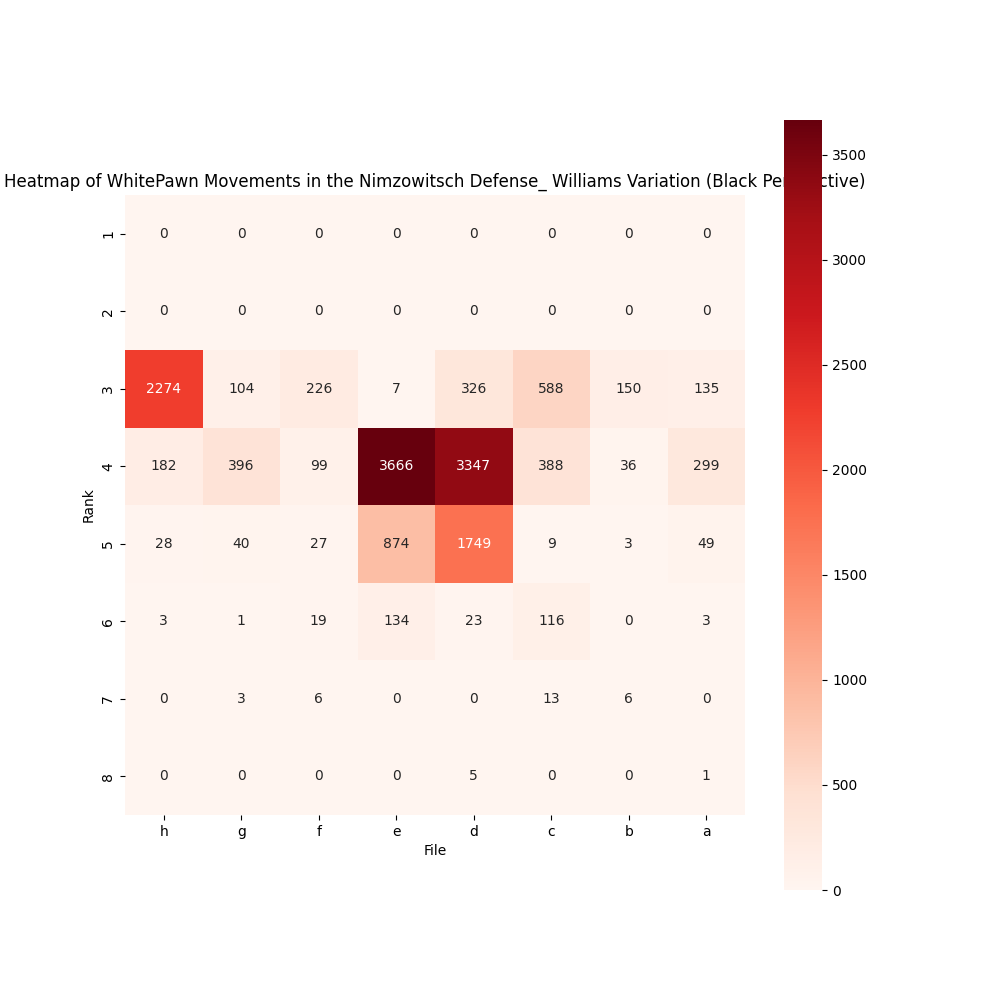 Heatmap of WhitePawn Movements in the Nimzowitsch Defense_ Williams Variation (Black Pe ctive)
3500
3000
2500
2000
1500
1000
500
0
Rank
1 0 0 0 0 0 0 0 0
2 0 0 0 0 0 0 0 0
3 2274 104 226 7 326 588 150 135
4 182 396 99 3666 3347 388 36 299
5 28 40 27 874 1749 9 3 49
6 3 1 19 134 23 116 0 3
7 0 3 6 0 0 13 6 0
8 0 0 0 0 5 0 0 1
h g f e d c b a
File